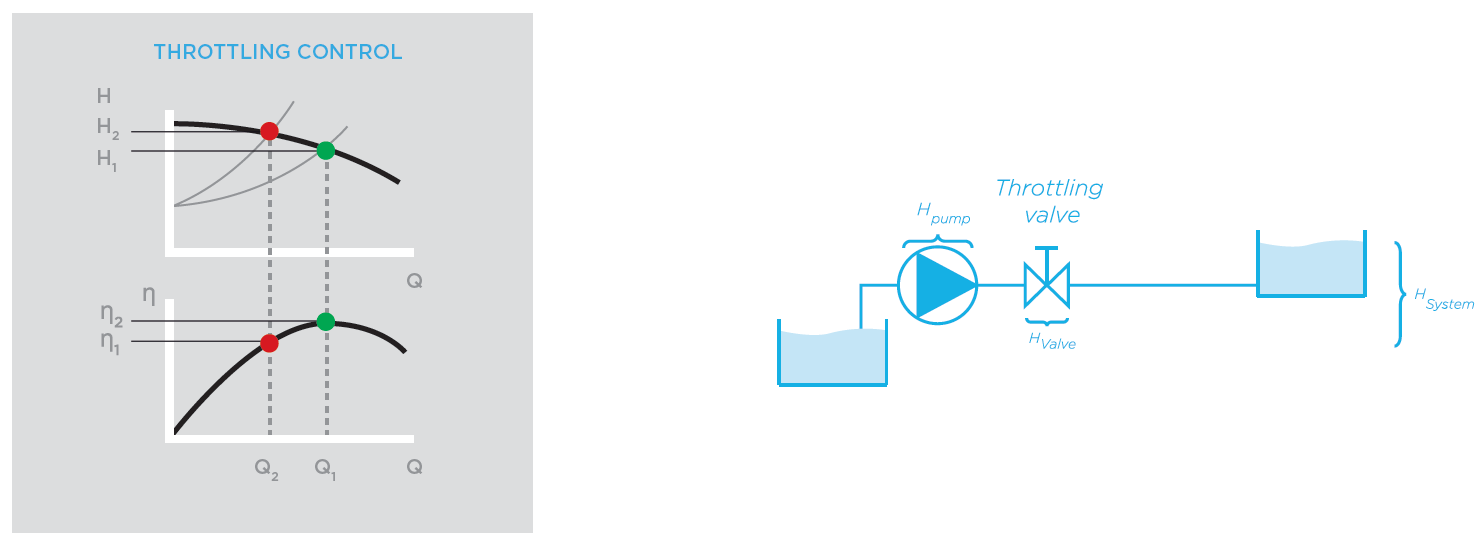 THROTTLING CONTROL
H
H₂
H₁
Q
η
η₂
η₁
Q₂ Q₁ Q
Throttling
valve
H pump
H Valve
H System